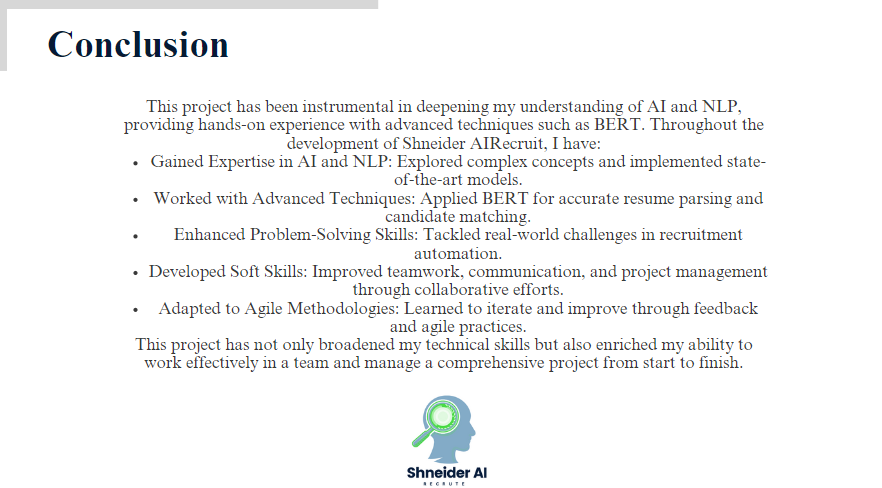 Conclusion
This project has been instrumental in deepening my understanding of AI and NLP,
providing hands-on experience with advanced techniques such as BERT. Throughout the
development of Shneider AIRecruit, I have:
• Gained Expertise in AI and NLP: Explored complex concepts and implemented state-
of-the-art models.
• Worked with Advanced Techniques: Applied BERT for accurate resume parsing and
candidate matching.
• Enhanced Problem-Solving Skills: Tackled real-world challenges in recruitment
automation.
• Developed Soft Skills: Improved teamwork, communication, and project management
through collaborative efforts.
• Adapted to Agile Methodologies: Learned to iterate and improve through feedback
and agile practices.
This project has not only broadened my technical skills but also enriched my ability to
work effectively in a team and manage a comprehensive project from start to finish.
Shneider AI
RECRUTE